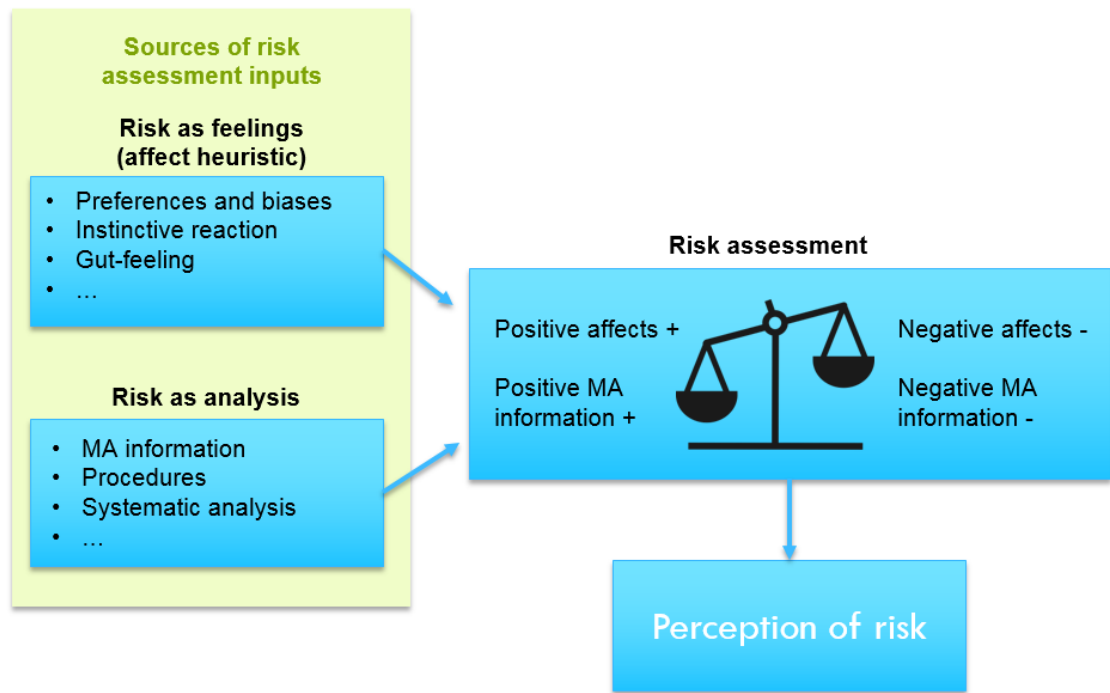 Sources of risk
assessment inputs
Risk as feelings
(affect heuristic)
• Preferences and biases
• Instinctive reaction
• Gut-feeling
• …
Risk as analysis
• MA information
• Procedures
• Systematic analysis
• …
Risk assessment
Positive affects +
Positive MA
information +
Negative affects -
Negative MA
information -
Perception of risk